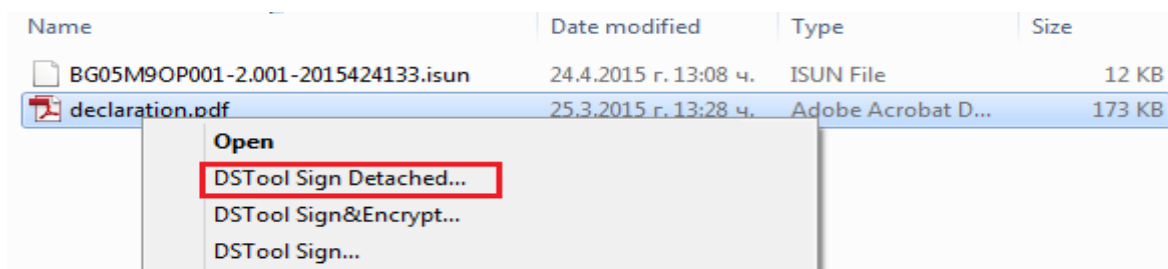 Name Date modified Type Size
BG05M9OP001-2.001-2015424133.isun 24.4.2015 г. 13:08 ч. ISUN File 12 KB
declaration.pdf 25.3.2015 г. 13:28 ч. Adobe Acrobat D... 173 KB
Open
DSTool Sign Detached...
DSTool Sign&Encrypt...
DSTool Sign...